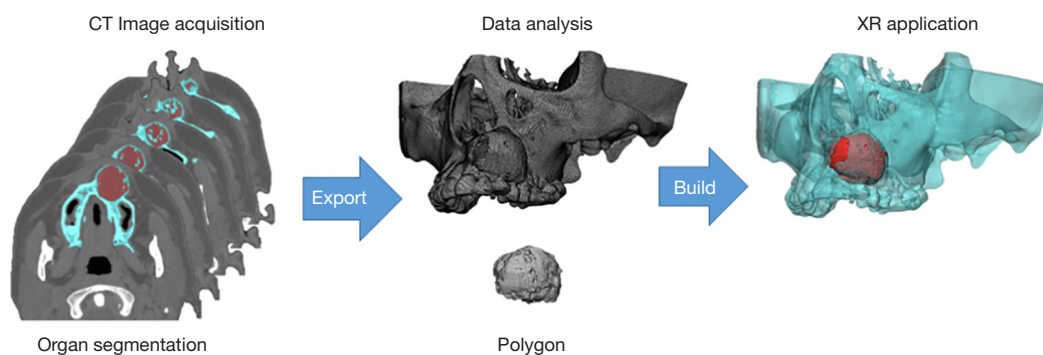 CT Image acquisition
Data analysis
XR application
Export
Build
Organ segmentation
Polygon